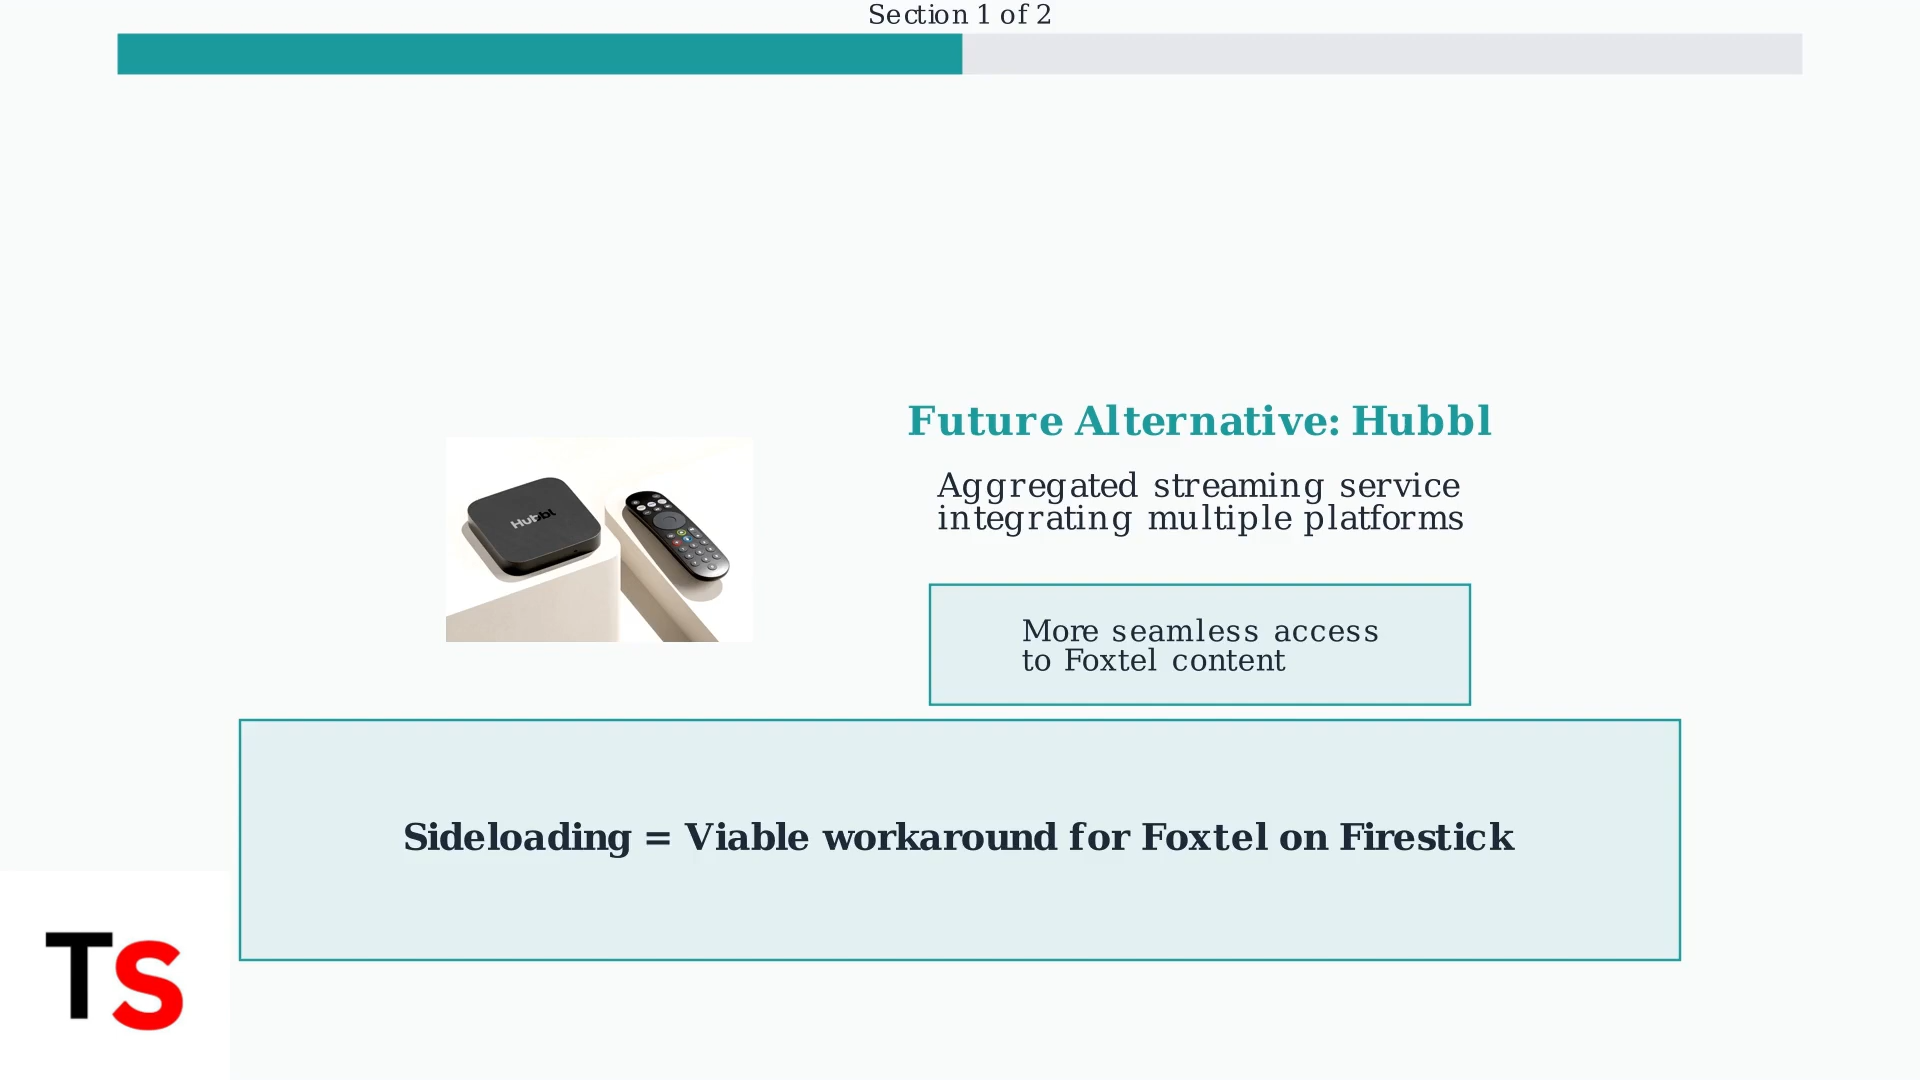 Section 1 of 2
Future Alternative: Hubbl
Aggregated streaming service
integrating multiple platforms
Hubbl
More seamless access
to Foxtel content
Sideloading = Viable workaround for Foxtel on Firestick
TS